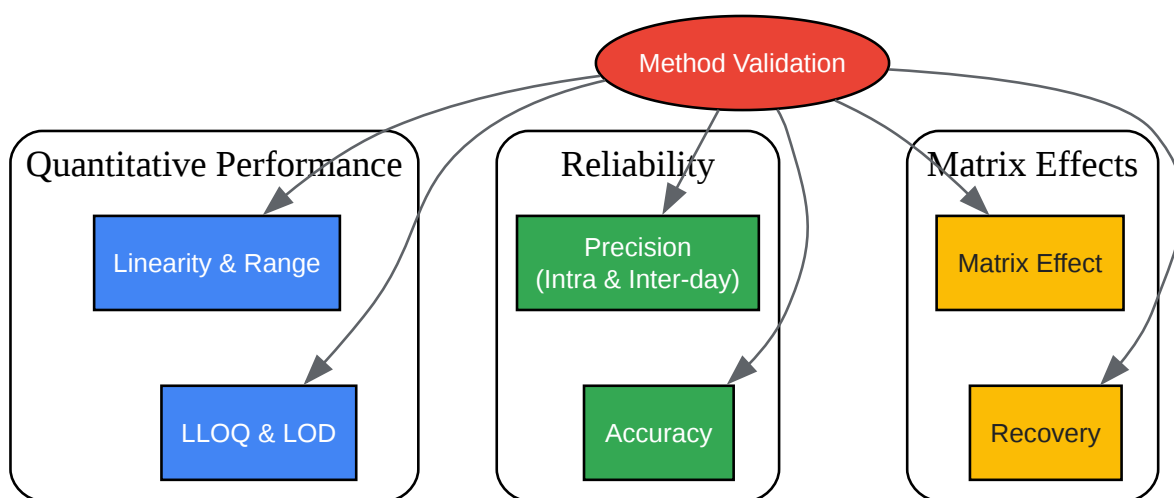 Method Validation
Quantitative Performance
Linearity & Range
LLOQ & LOD
Reliability
Precision
(Intra & Inter-day)
Accuracy
Matrix Effects
Matrix Effect
Recovery